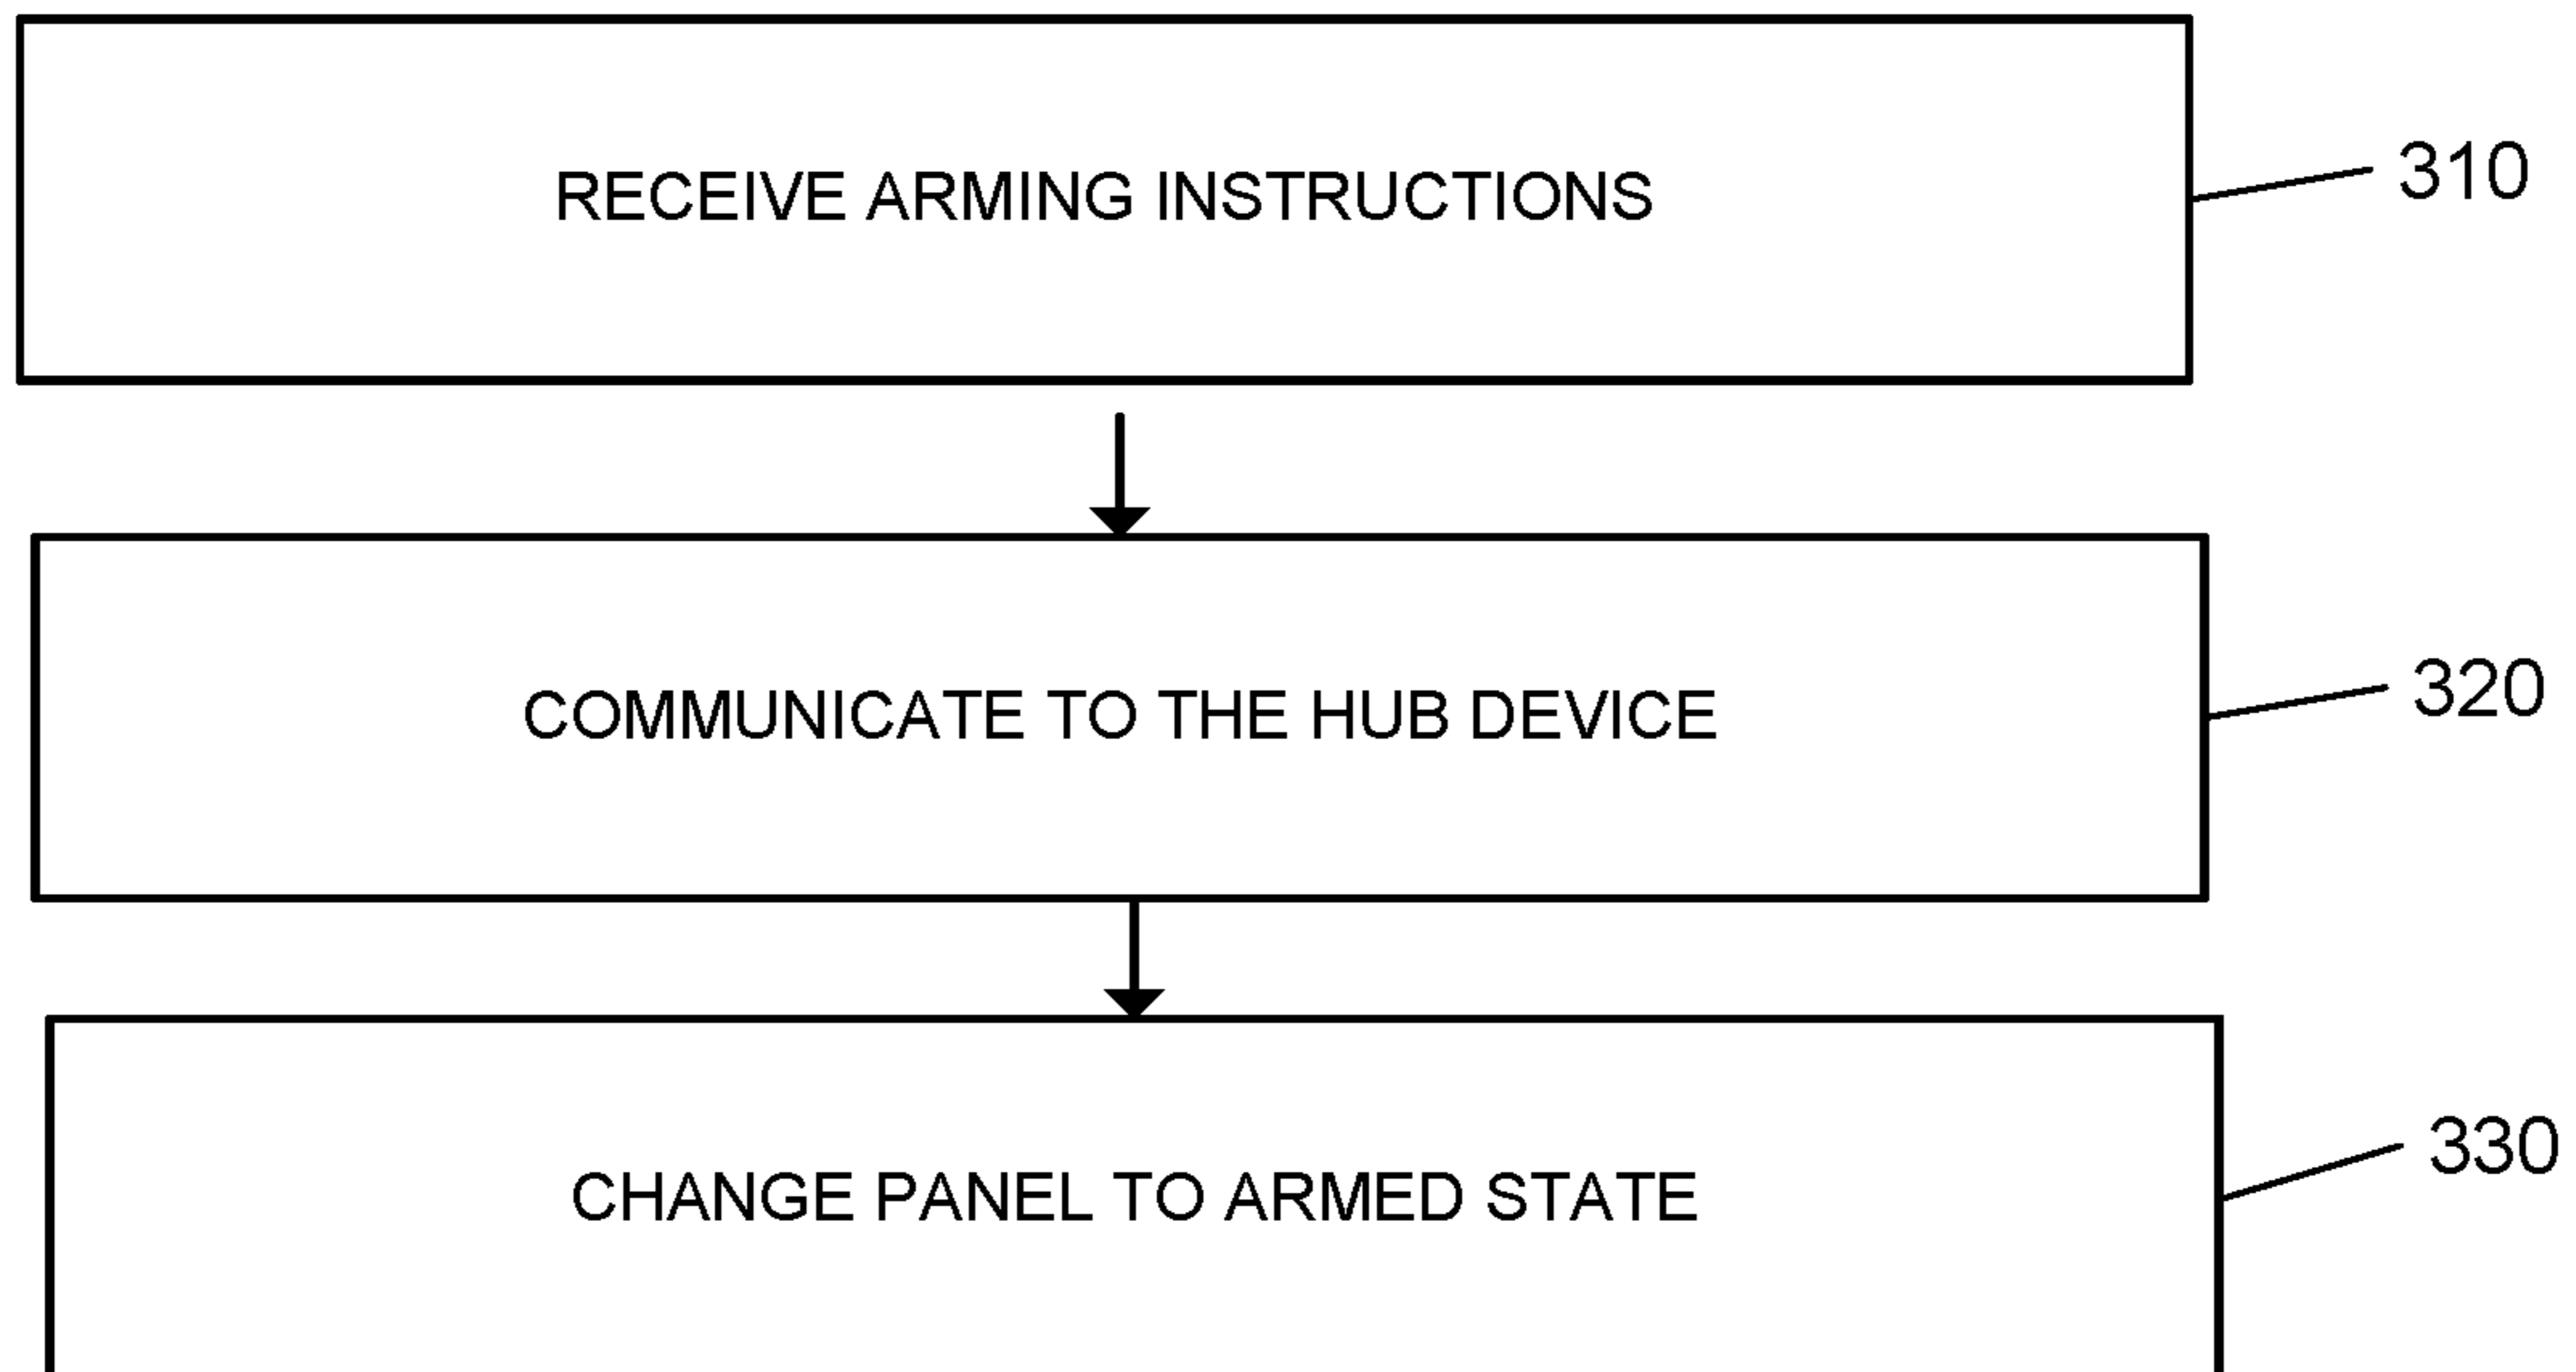 RECEIVE ARMING INSTRUCTIONS
310
COMMUNICATE TO THE HUB DEVICE
320
CHANGE PANEL TO ARMED STATE
330